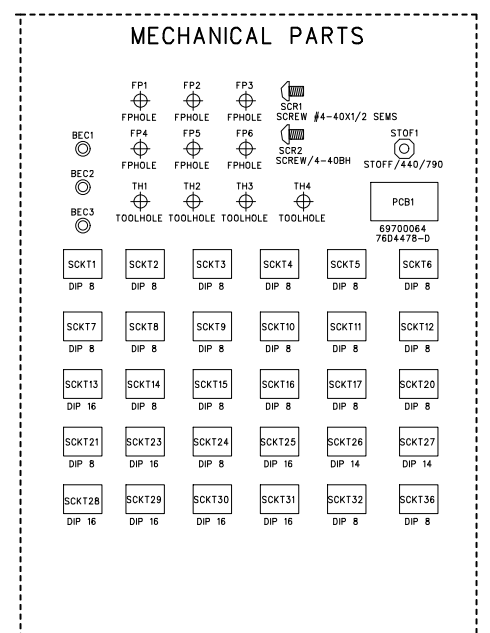 MECHANICAL PARTS
FP1 FP2 FP3
FPHOLE FPHOLE FPHOLE
SCR1
SCREW #4-40X1/2 SEMS
BEC1
FP4 FP5 FP6
FPHOLE FPHOLE FPHOLE
SCR2
SCREW/4-40BH
STOF1
STOFF/440/790
BEC2
TH1 TH2 TH3 TH4
TOOLHOLE TOOLHOLE TOOLHOLE TOOLHOLE
PCB1
69700064
76D4478-D
BEC3
SCKT1 SCKT2 SCKT3 SCKT4 SCKT5 SCKT6
DIP 8 DIP 8 DIP 8 DIP 8 DIP 8 DIP 8
SCKT7 SCKT8 SCKT9 SCKT10 SCKT11 SCKT12
DIP 8 DIP 8 DIP 8 DIP 8 DIP 8 DIP 8
SCKT13 SCKT14 SCKT15 SCKT16 SCKT17 SCKT20
DIP 16 DIP 8 DIP 8 DIP 8 DIP 8 DIP 8
SCKT21 SCKT23 SCKT24 SCKT25 SCKT26 SCKT27
DIP 8 DIP 16 DIP 8 DIP 16 DIP 14 DIP 14
SCKT28 SCKT29 SCKT30 SCKT31 SCKT32 SCKT36
DIP 16 DIP 16 DIP 16 DIP 16 DIP 8 DIP 8